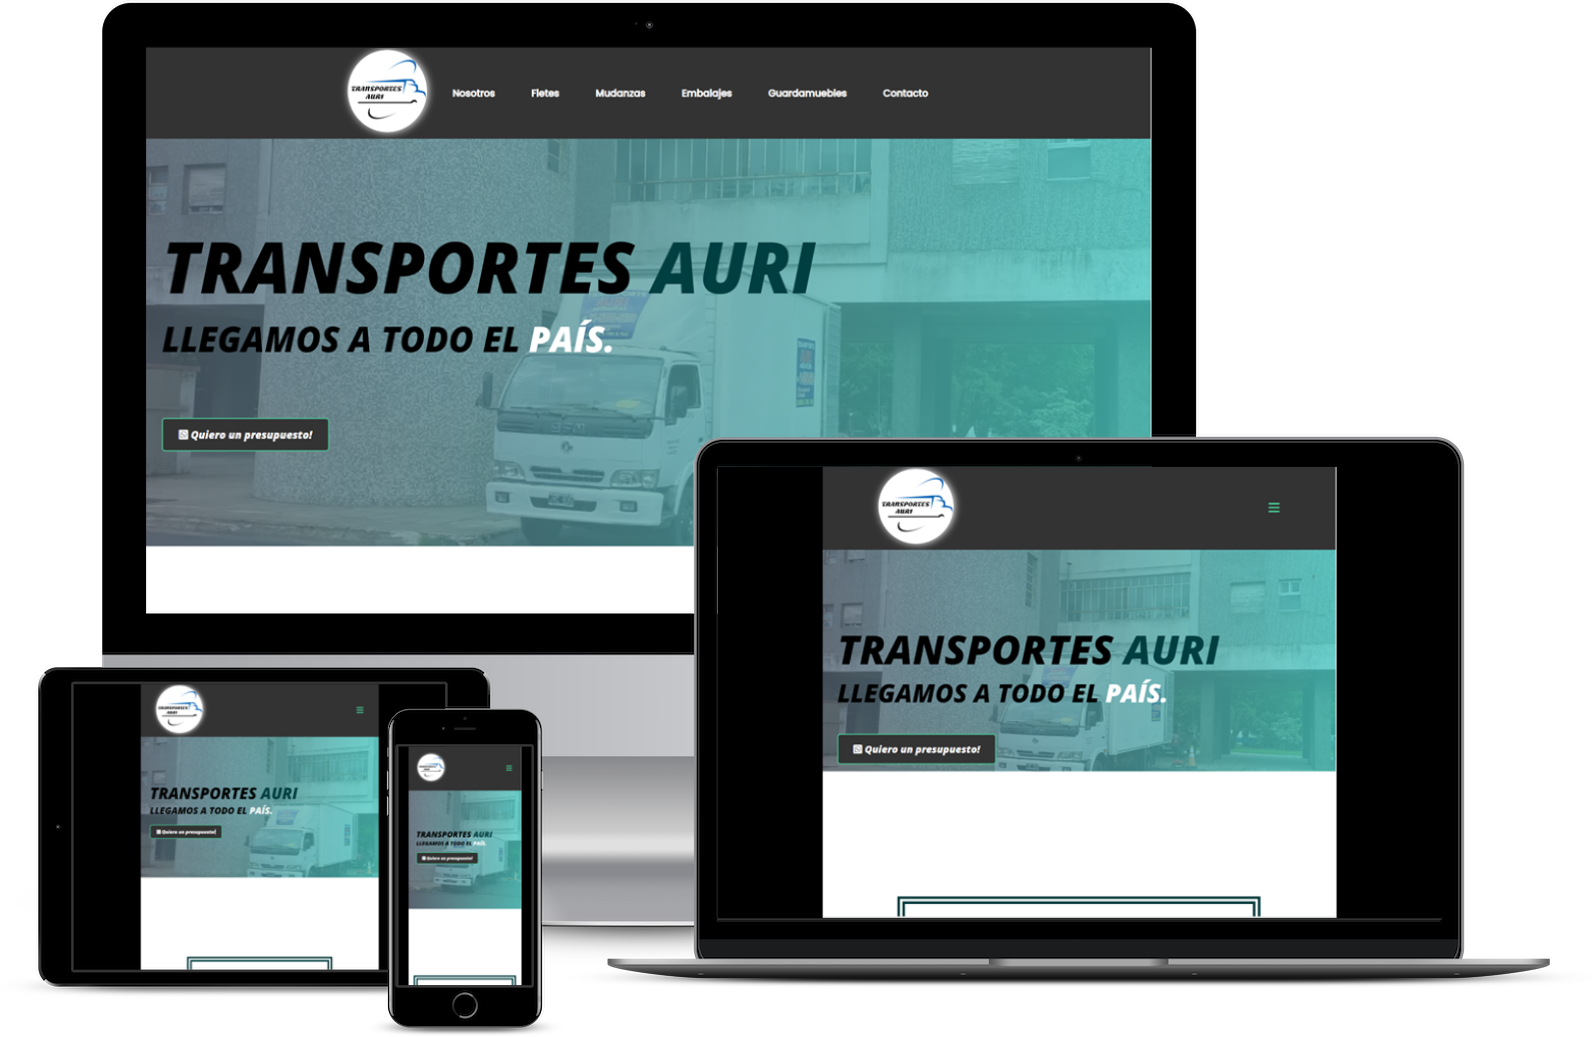 TRANSPORTES
AURI
Nosotros
Fletes
Mudanzas
Embalajes
Guardamuebles
Contacto
TRANSPORTES AURI
LLEGAMOS A TODO EL PAÍS.
Quiero un presupuesto!
TRANSPORTES
AURI
TRANSPORTES AURI
LLEGAMOS A TODO EL PAÍS.
Quiero un presupuesto!
TRANSPORTES
AURI
TRANSPORTES AURI
LLEGAMOS A TODO EL PAÍS.
Quiero un presupuesto!
TRANSPORTES AURI
LLEGAMOS A TODO EL PAÍS.
Quiero un presupuesto!